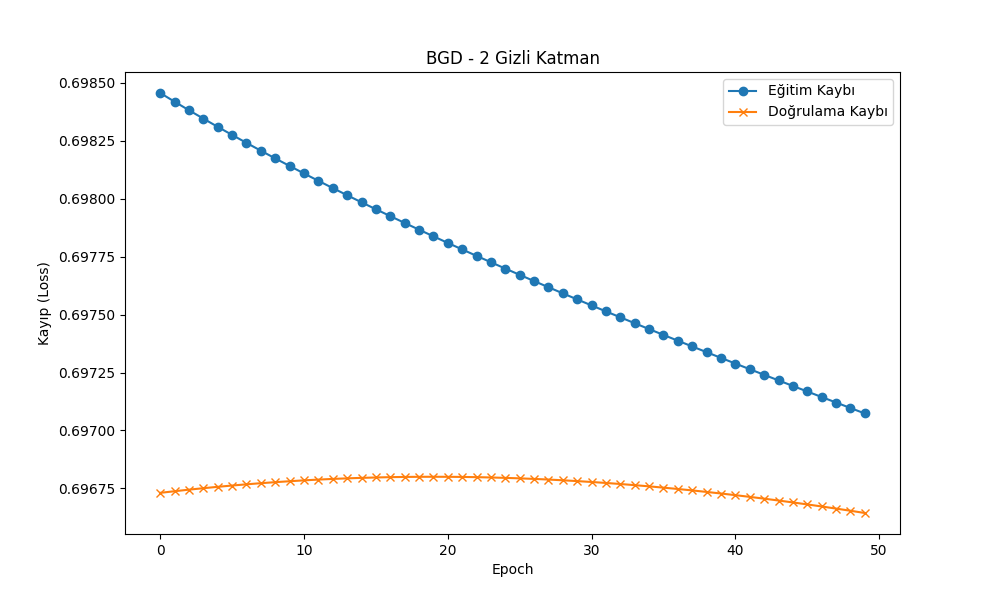 BGD - 2 Gizli Katman
Eğitim Kaybı
Doğrulama Kaybı
Kayıp (Loss)
0.69850
0.69825
0.69800
0.69775
0.69750
0.69725
0.69700
0.69675
0 10 20 30 40 50
Epoch